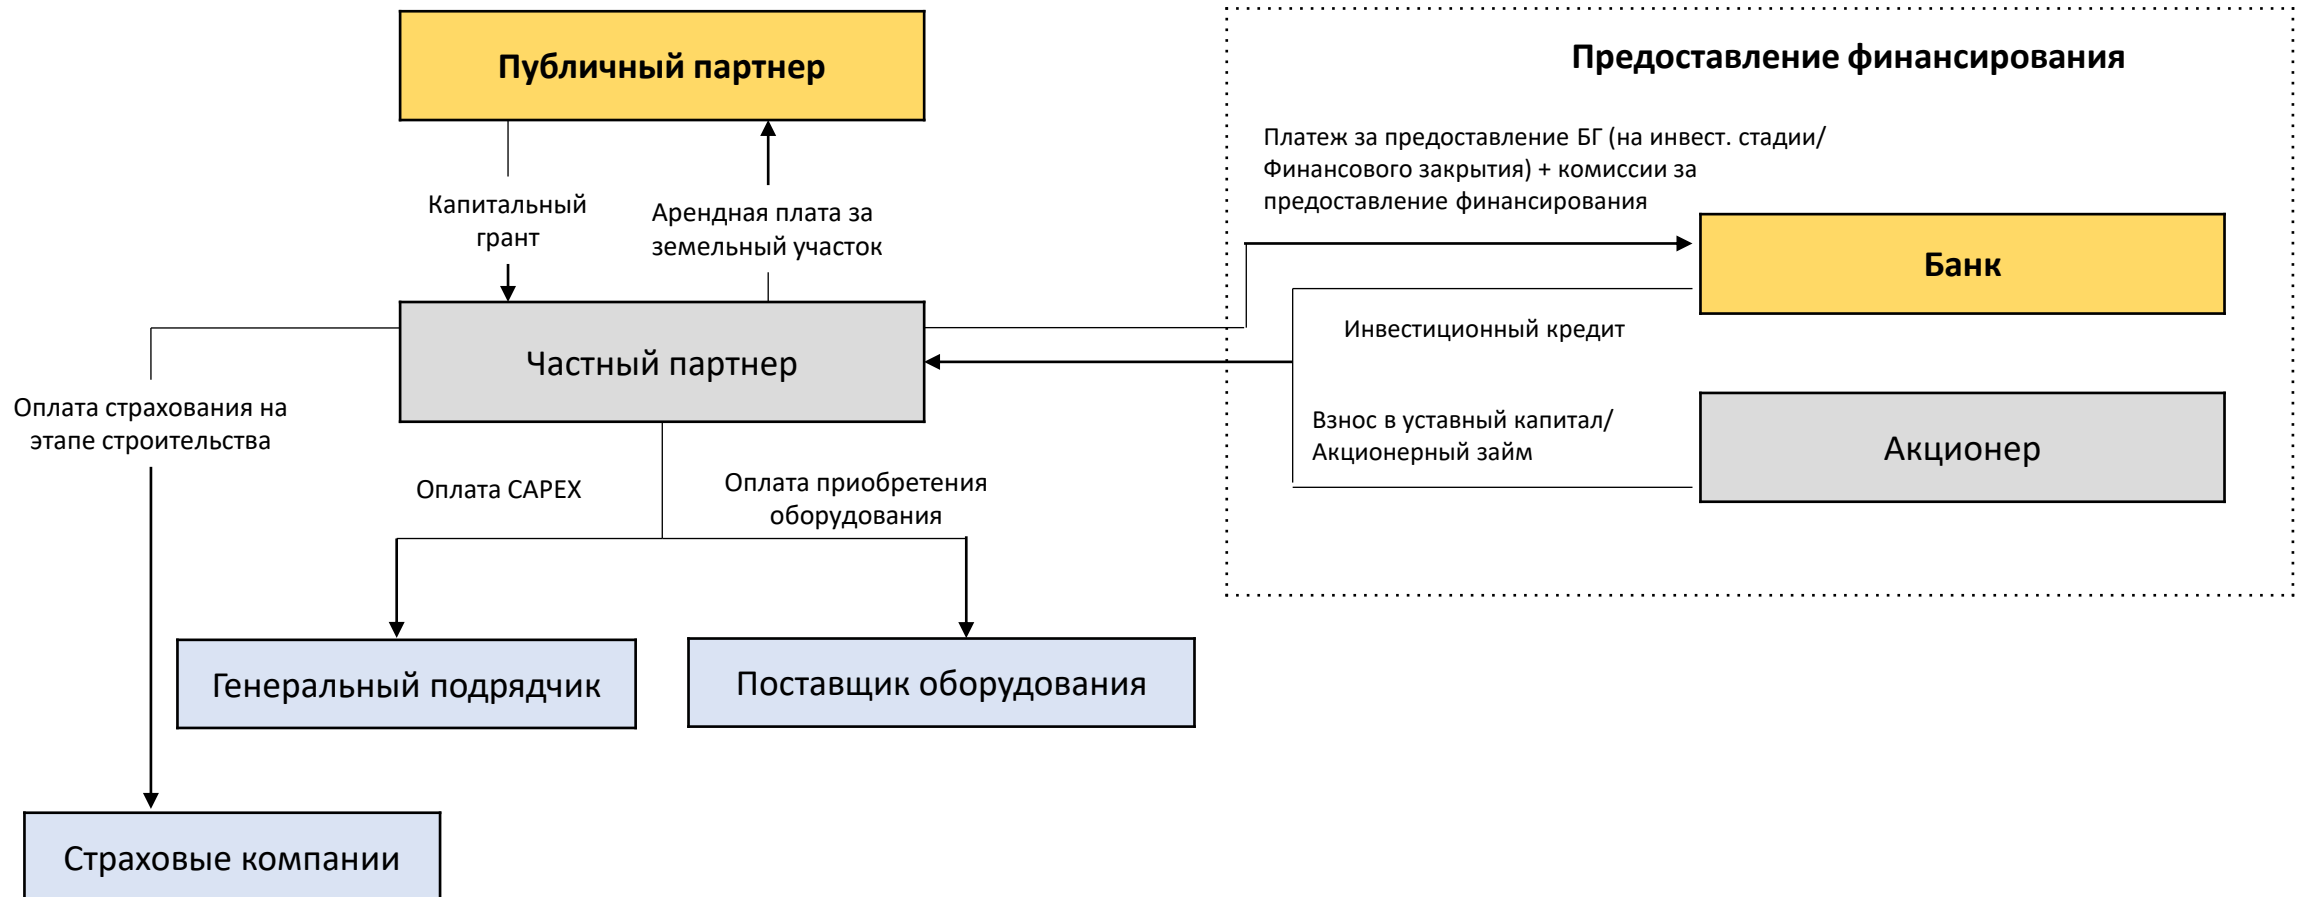 Публичный партнер
Предоставление финансирования
Платеж за предоставление БГ (на инвест. стадии/
Финансового закрытия) + комиссии за
предоставление финансирования
Капитальный
грант
Арендная плата за
земельный участок
Банк
Частный партнер
Инвестиционный кредит
Оплата страхования на
этапе строительства
Взнос в уставный капитал/
Акционерный займ
Акционер
Оплата CAPEX
Оплата приобретения
оборудования
Генеральный подрядчик
Поставщик оборудования
Страховые компании